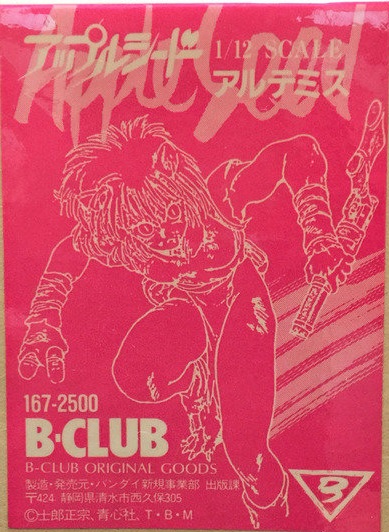 Apple Seed
アップルシード
1/12 SCALE
アルテミス
167-2500
B-CLUB
B-CLUB ORIGINAL GOODS
製造・発売元・バンダイ新規事業部 出版課
〒424 静岡県清水市西久保305
©士郎正宗、青心社、T・B・M
3